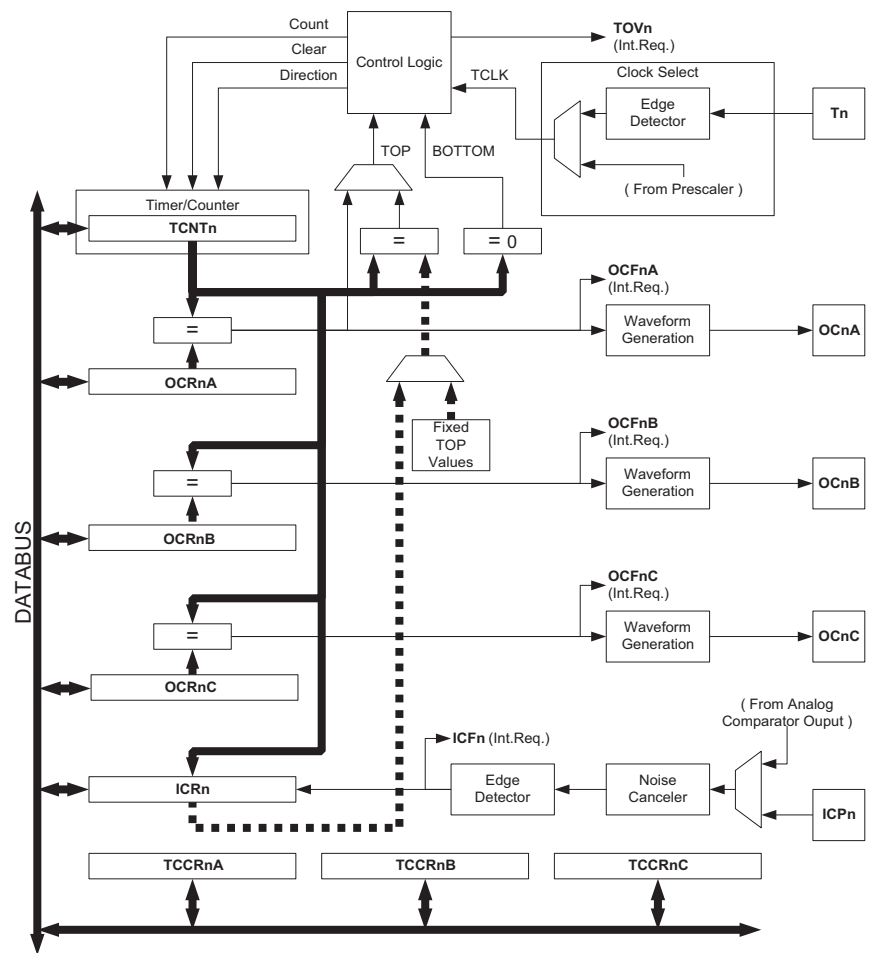 Count
TOVn
(Int.Req.)
Clear
Control Logic
Clock Select
Direction
TCLK
Edge
Detector
Tn
TOP
BOTTOM
( From Prescaler )
Timer/Counter
TCNTn
=
= 0
OCFnA
(Int.Req.)
=
Waveform
Generation
OCnA
OCRnA
Fixed
TOP
Values
OCFnB
(Int.Req.)
=
Waveform
Generation
OCnB
OCRnB
DATABUS
OCFnC
(Int.Req.)
=
Waveform
Generation
OCnC
OCRnC
( From Analog
Comparator Ouput )
ICFn (Int.Req.)
ICRn
Edge
Detector
Noise
Canceler
ICPn
TCCRnA
TCCRnB
TCCRnC